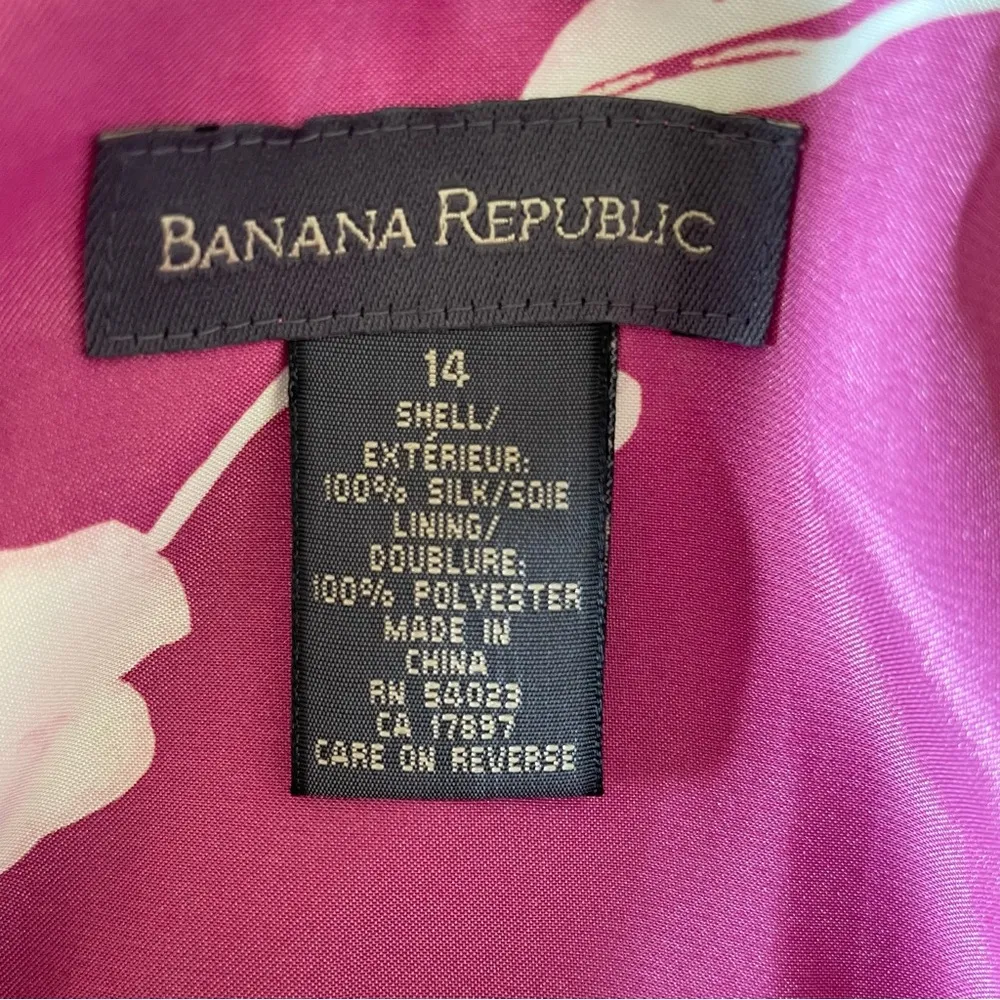 BANANA REPUBLIC
14
SHELL/
EXTÉRIEUR:
100% SILK/SOIE
LINING/
DOUBLURE:
100% POLYESTER
MADE IN
CHINA
RN 54023
CA 17897
CARE ON REVERSE